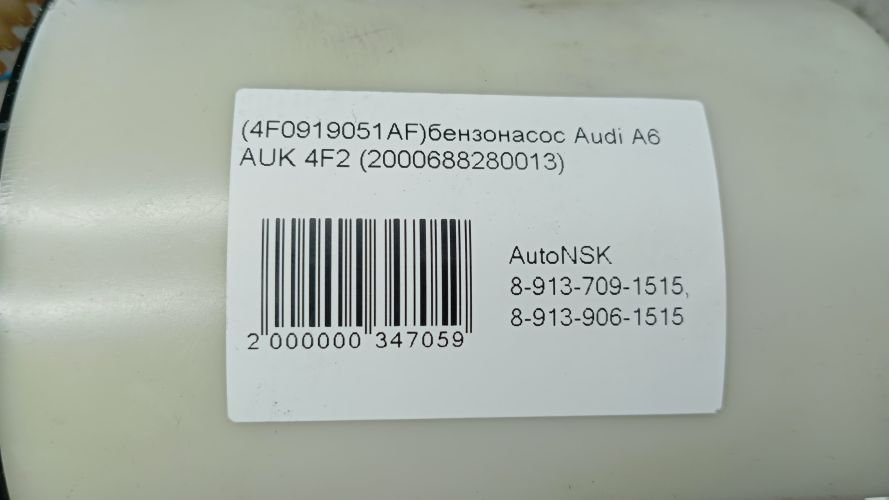 (4F0919051AF)бензонасос Audi A6
AUK 4F2 (2000688280013)
AutoNSK
8-913-709-1515,
8-913-906-1515
2 000000 347059